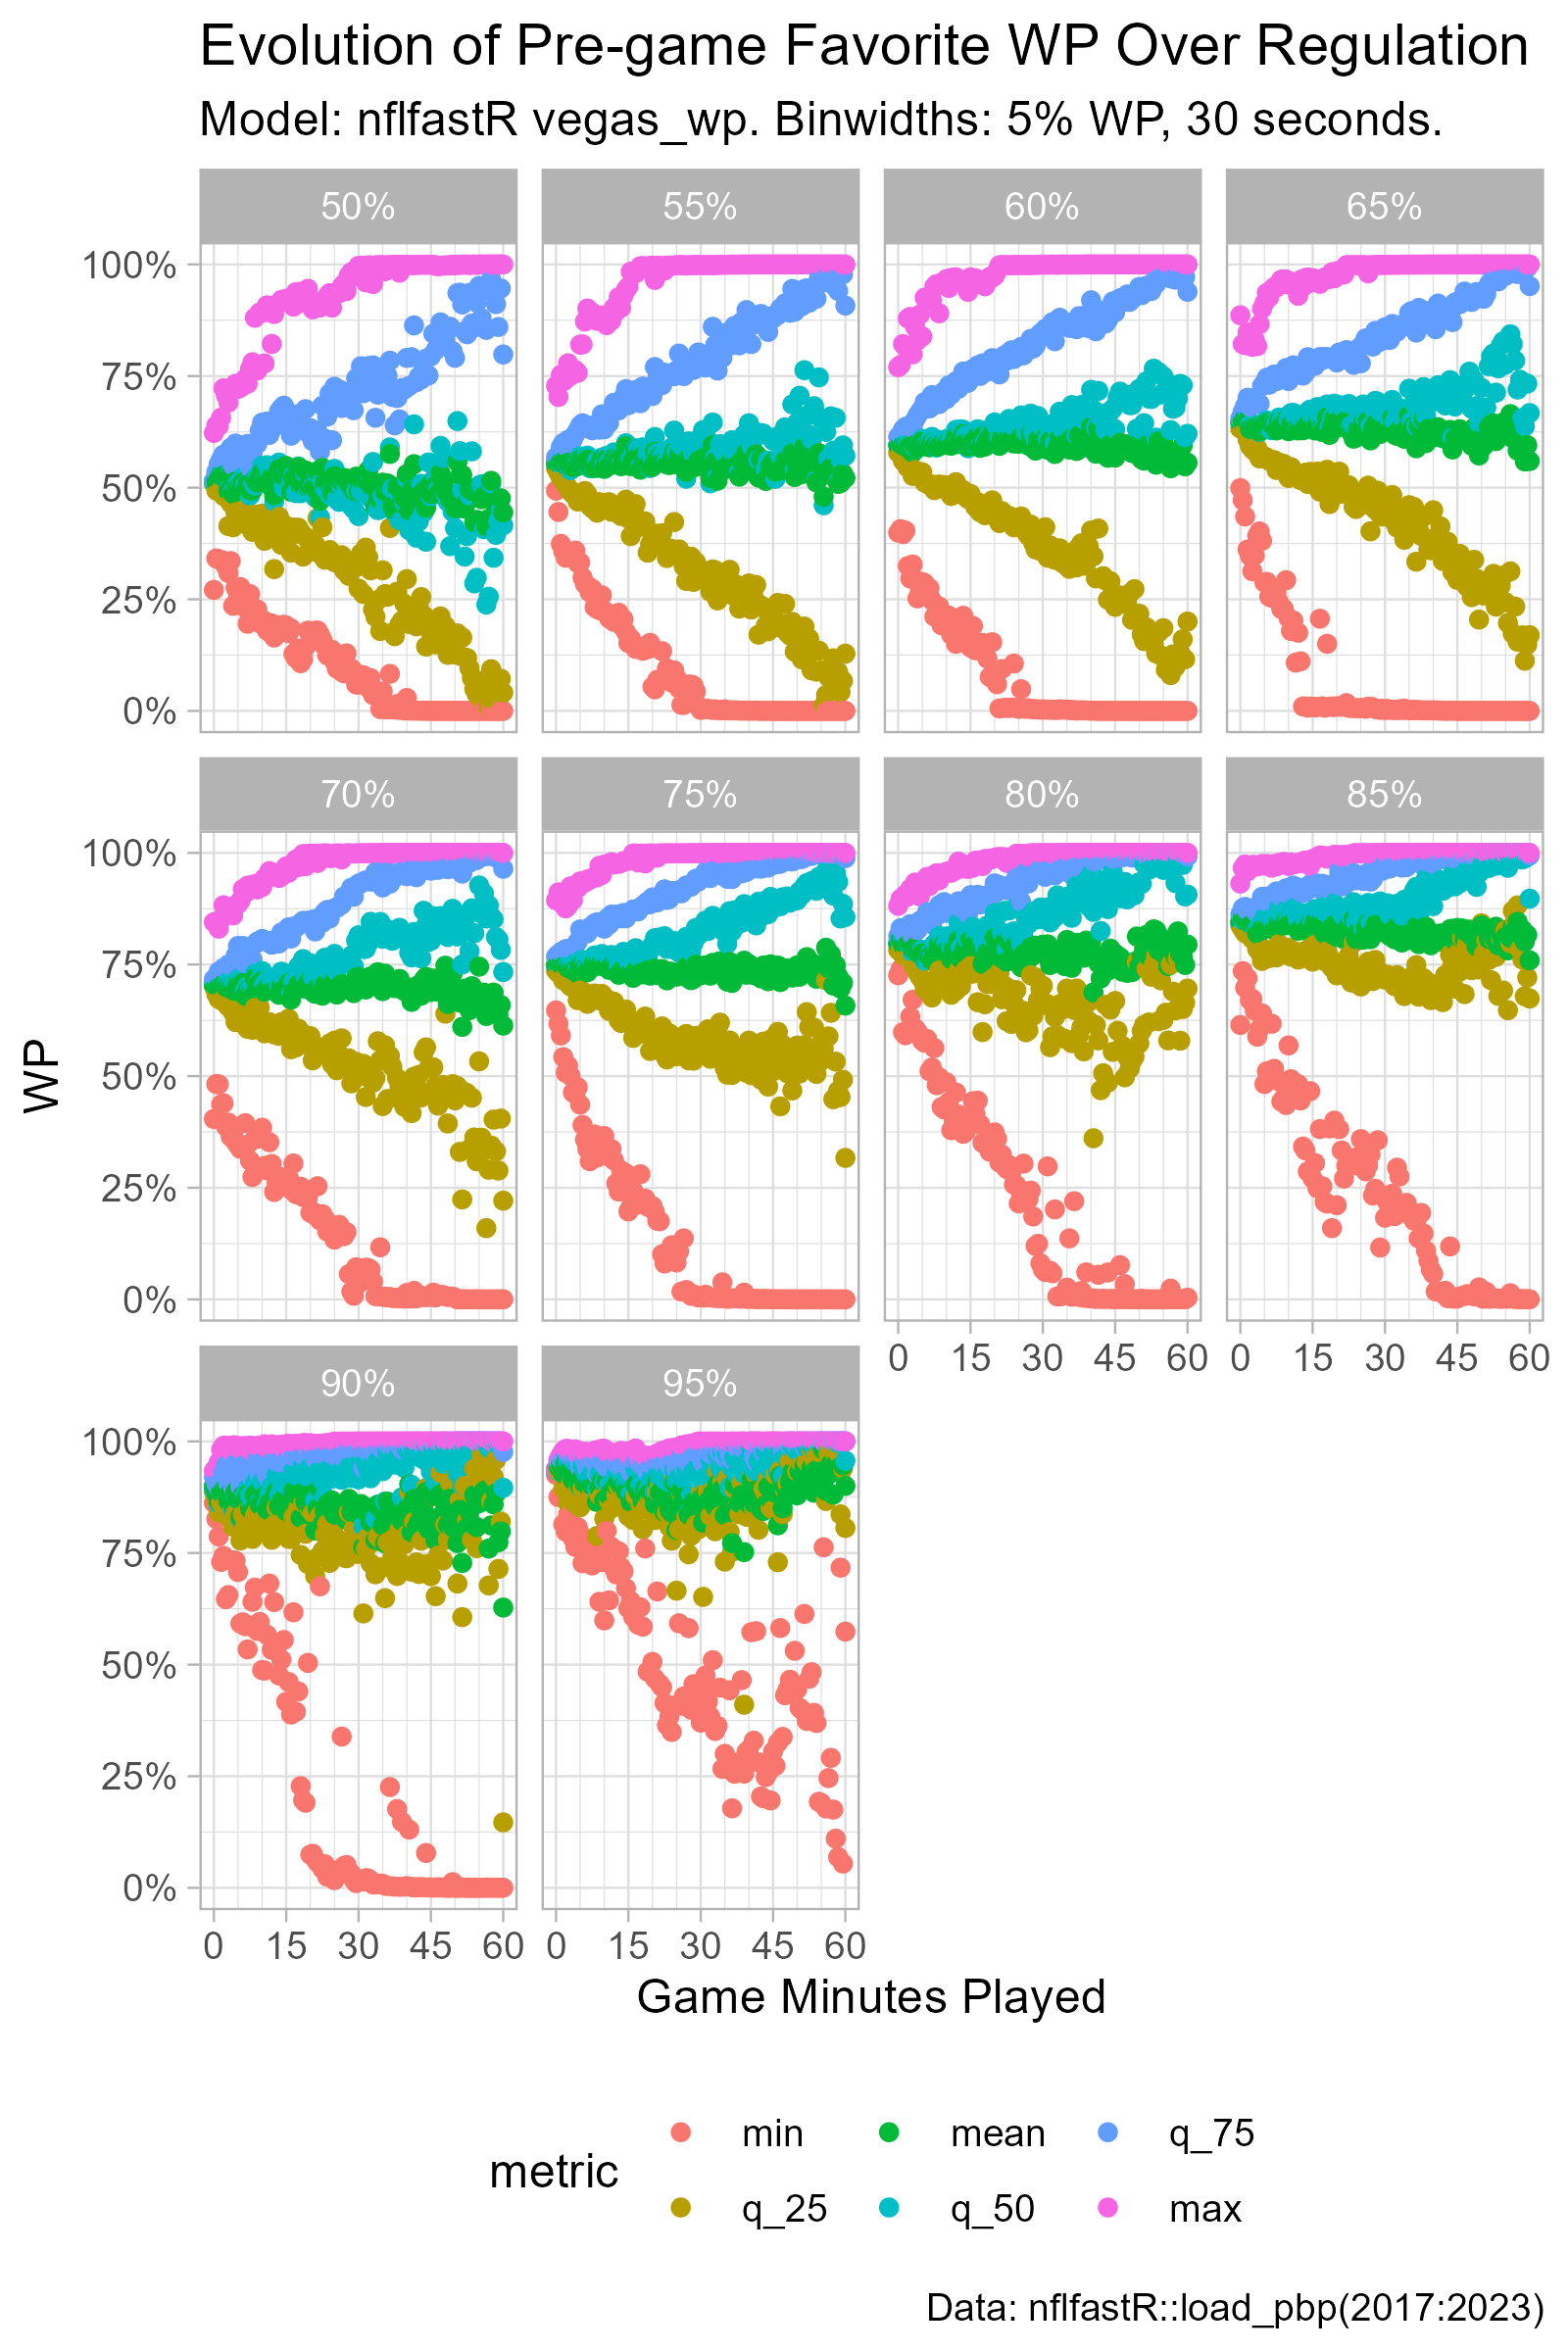 Evolution of Pre-game Favorite WP Over Regulation
Model: nflfastR vegas_wp. Binwidths: 5% WP, 30 seconds.
50% 55% 60% 65%
100%
75%
50%
25%
0%
70% 75% 80% 85%
100%
75%
50%
25%
0%
0 15 30 45 60 0 15 30 45 60
90% 95%
100%
75%
50%
25%
0%
0 15 30 45 60 0 15 30 45 60
WP
Game Minutes Played
metric
min mean q_75
q_25 q_50 max
Data: nflfastR::load_pbp(2017:2023)